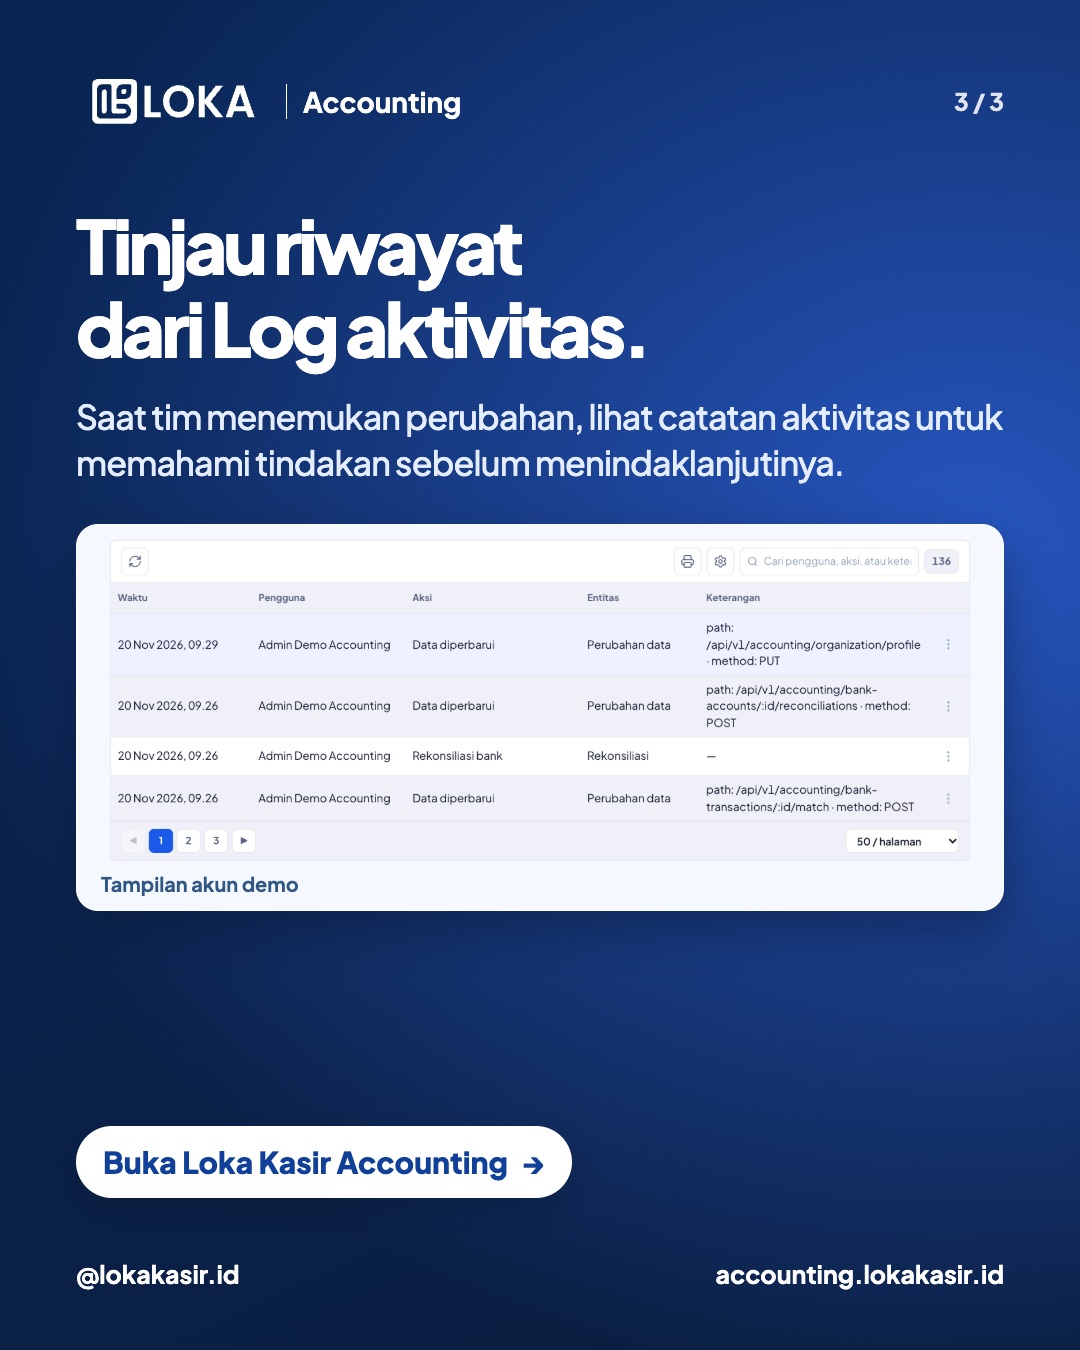 LOKA | Accounting
3 / 3
Tinjau riwayat
dari Log aktivitas.
Saat tim menemukan perubahan, lihat catatan aktivitas untuk
memahami tindakan sebelum menindaklanjutinya.
Cari pengguna, aksi, atau kete
136
Waktu Pengguna Aksi Entitas Keterangan
20 Nov 2026, 09.29 Admin Demo Accounting Data diperbarui Perubahan data path:
/api/v1/accounting/organization/profile
· method: PUT
20 Nov 2026, 09.26 Admin Demo Accounting Data diperbarui Perubahan data path: /api/v1/accounting/bank-
accounts/:id/reconciliations · method:
POST
20 Nov 2026, 09.26 Admin Demo Accounting Rekonsiliasi bank Rekonsiliasi —
20 Nov 2026, 09.26 Admin Demo Accounting Data diperbarui Perubahan data path: /api/v1/accounting/bank-
transactions/:id/match · method: POST
◀ 1 2 3 ▶ 50 / halaman
Tampilan akun demo
Buka Loka Kasir Accounting →
@lokakasir.id
accounting.lokakasir.id